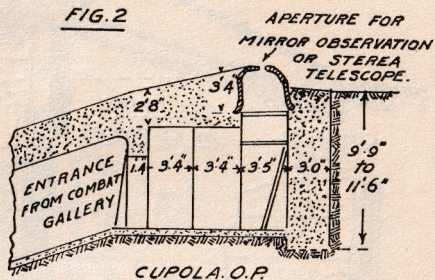 FIG. 2
APERTURE FOR
MIRROR OBSERVATION
OR STEREA
TELESCOPE.
3'4"
2'8"
ENTRANCE
FROM COMBAT
GALLERY
1.4
3'4"
3'4"
3'5"
3'0"
9'9"
TO
11'6"
CUPOLA. O.P.